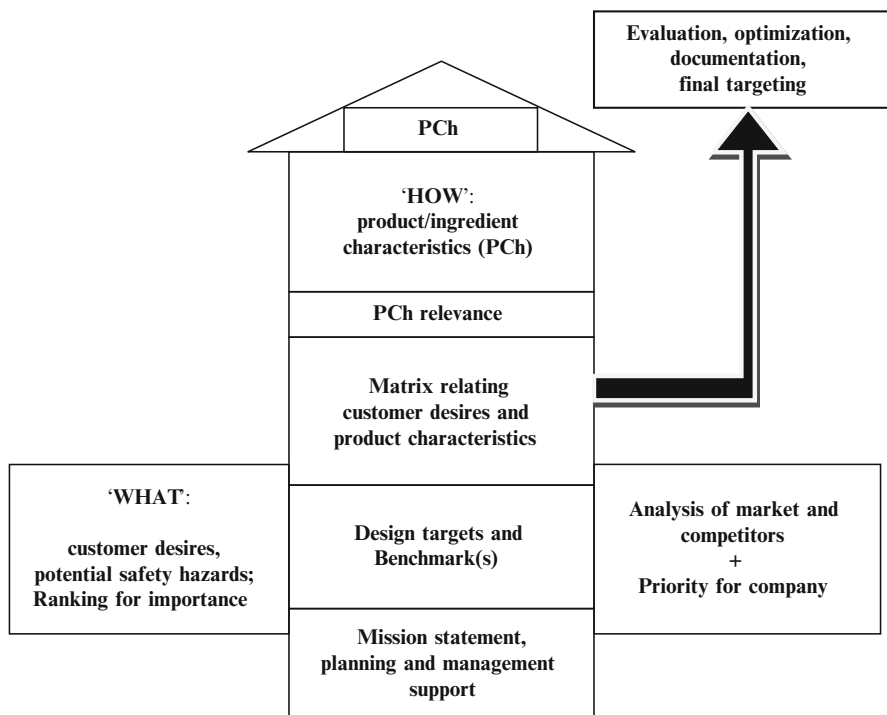 Evaluation, optimization,
documentation,
final targeting
PCh
‘HOW’:
product/ingredient
characteristics (PCh)
PCh relevance
Matrix relating
customer desires and
product characteristics
‘WHAT’:
customer desires,
potential safety hazards;
Ranking for importance
Design targets and
Benchmark(s)
Analysis of market and
competitors
+
Priority for company
Mission statement,
planning and management
support